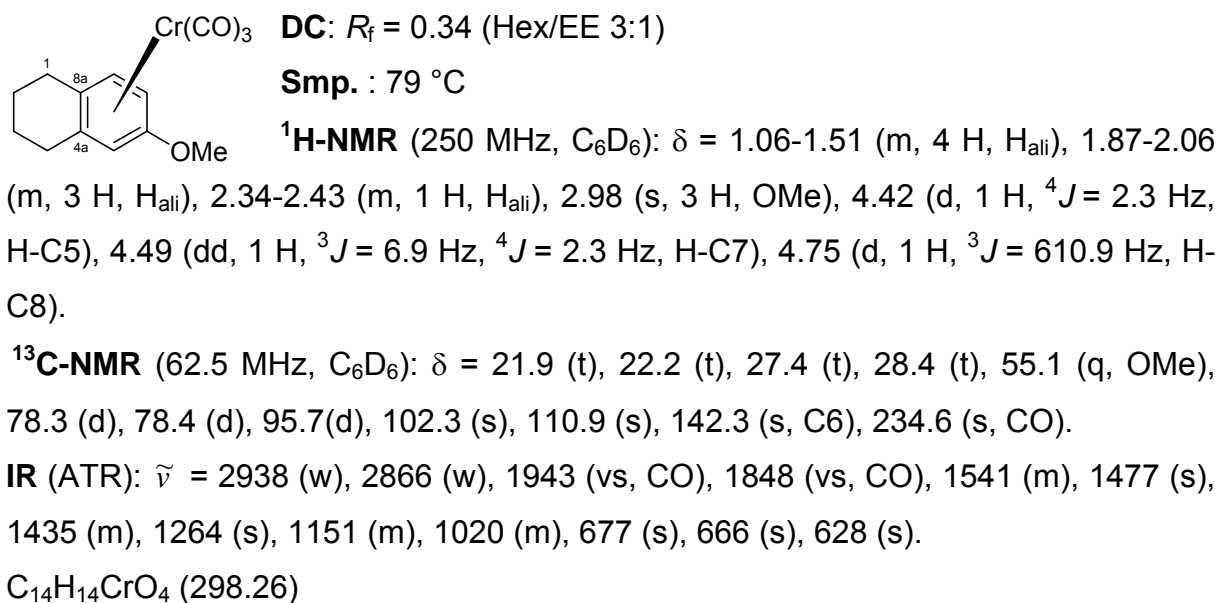 Cr(CO)₃ DC: Rf = 0.34 (Hex/EE 3:1)
1
8a
4a
OMe
Smp. : 79 °C
¹H-NMR (250 MHz, C₆D₆): δ = 1.06-1.51 (m, 4 H, Hali), 1.87-2.06
(m, 3 H, Hali), 2.34-2.43 (m, 1 H, Hali), 2.98 (s, 3 H, OMe), 4.42 (d, 1 H, ⁴J = 2.3 Hz,
H-C5), 4.49 (dd, 1 H, ³J = 6.9 Hz, ⁴J = 2.3 Hz, H-C7), 4.75 (d, 1 H, ³J = 610.9 Hz, H-
C8).
¹³C-NMR (62.5 MHz, C₆D₆): δ = 21.9 (t), 22.2 (t), 27.4 (t), 28.4 (t), 55.1 (q, OMe),
78.3 (d), 78.4 (d), 95.7(d), 102.3 (s), 110.9 (s), 142.3 (s, C6), 234.6 (s, CO).
IR (ATR): ṽ = 2938 (w), 2866 (w), 1943 (vs, CO), 1848 (vs, CO), 1541 (m), 1477 (s),
1435 (m), 1264 (s), 1151 (m), 1020 (m), 677 (s), 666 (s), 628 (s).
C₁₄H₁₄CrO₄ (298.26)